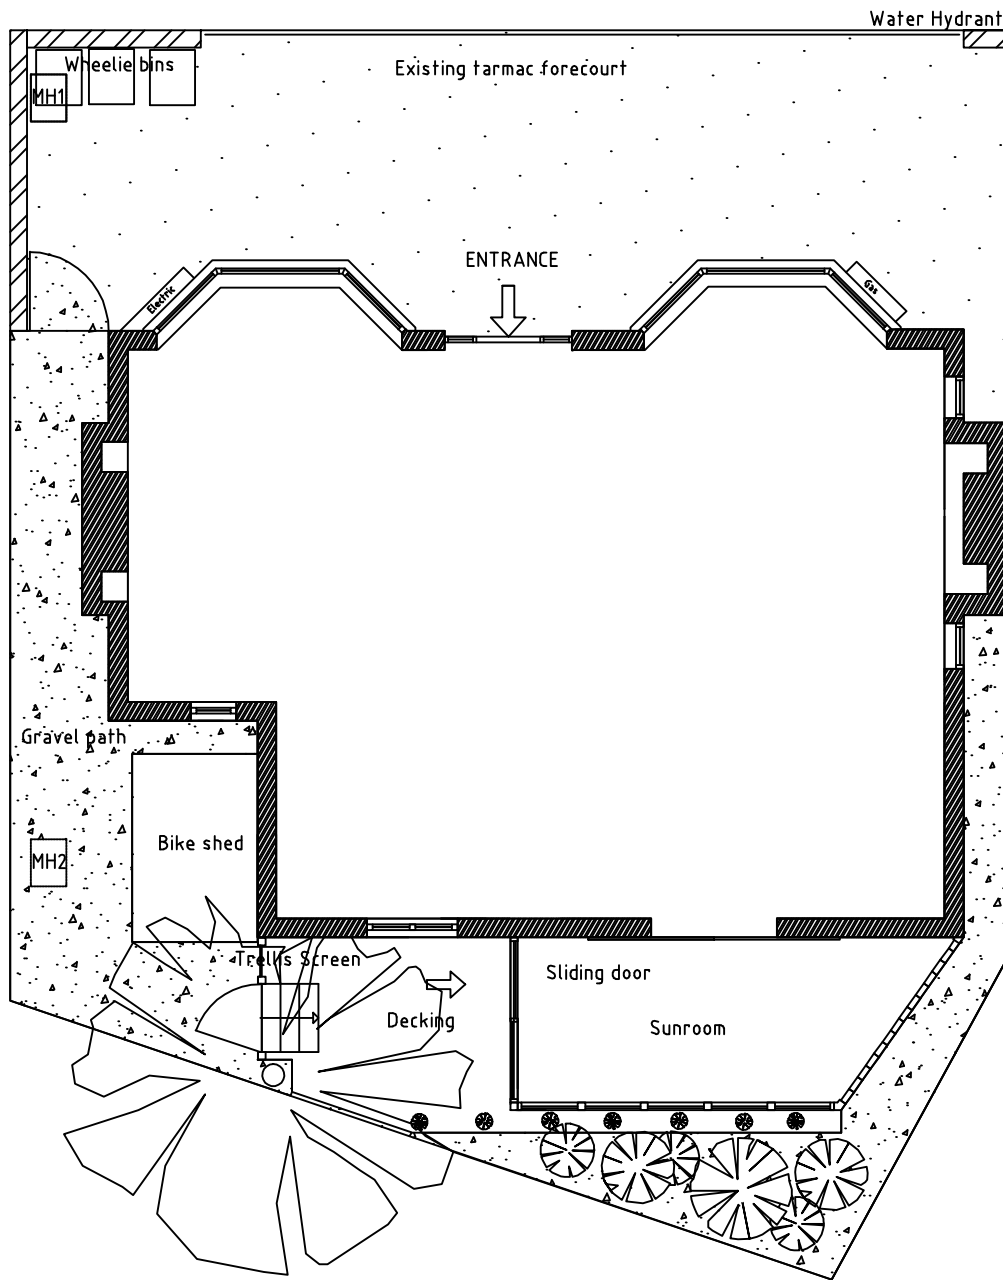 Water Hydrant
Wheelie bins
Existing tarmac forecourt
MH1
ENTRANCE
Electric
Gas
Gravel path
Bike shed
MH2
Trellis Screen
Sliding door
Decking
Sunroom